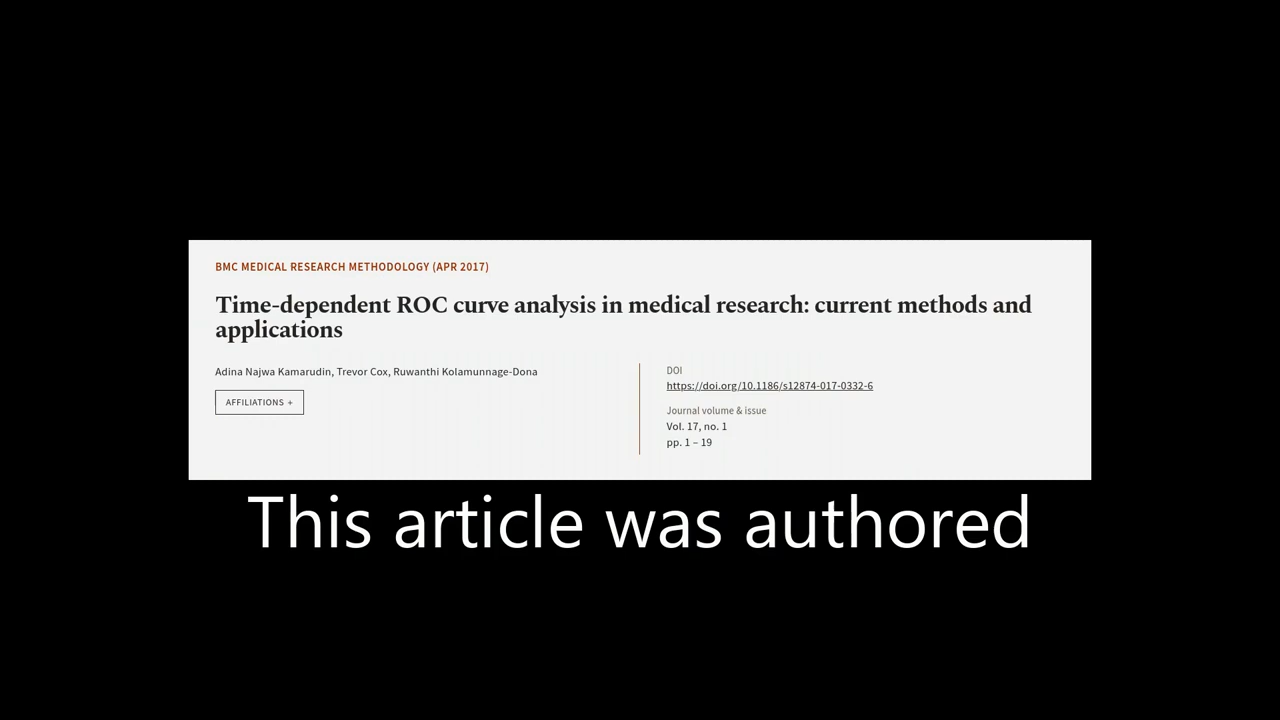 BMC MEDICAL RESEARCH METHODOLOGY (APR 2017)
Time-dependent ROC curve analysis in medical research: current methods and
applications
Adina Najwa Kamarudin, Trevor Cox, Ruwanthi Kolamunnage-Dona
AFFILIATIONS +
DOI
https://doi.org/10.1186/s12874-017-0332-6
Journal volume & issue
Vol. 17, no. 1
pp. 1 – 19
This article was authored